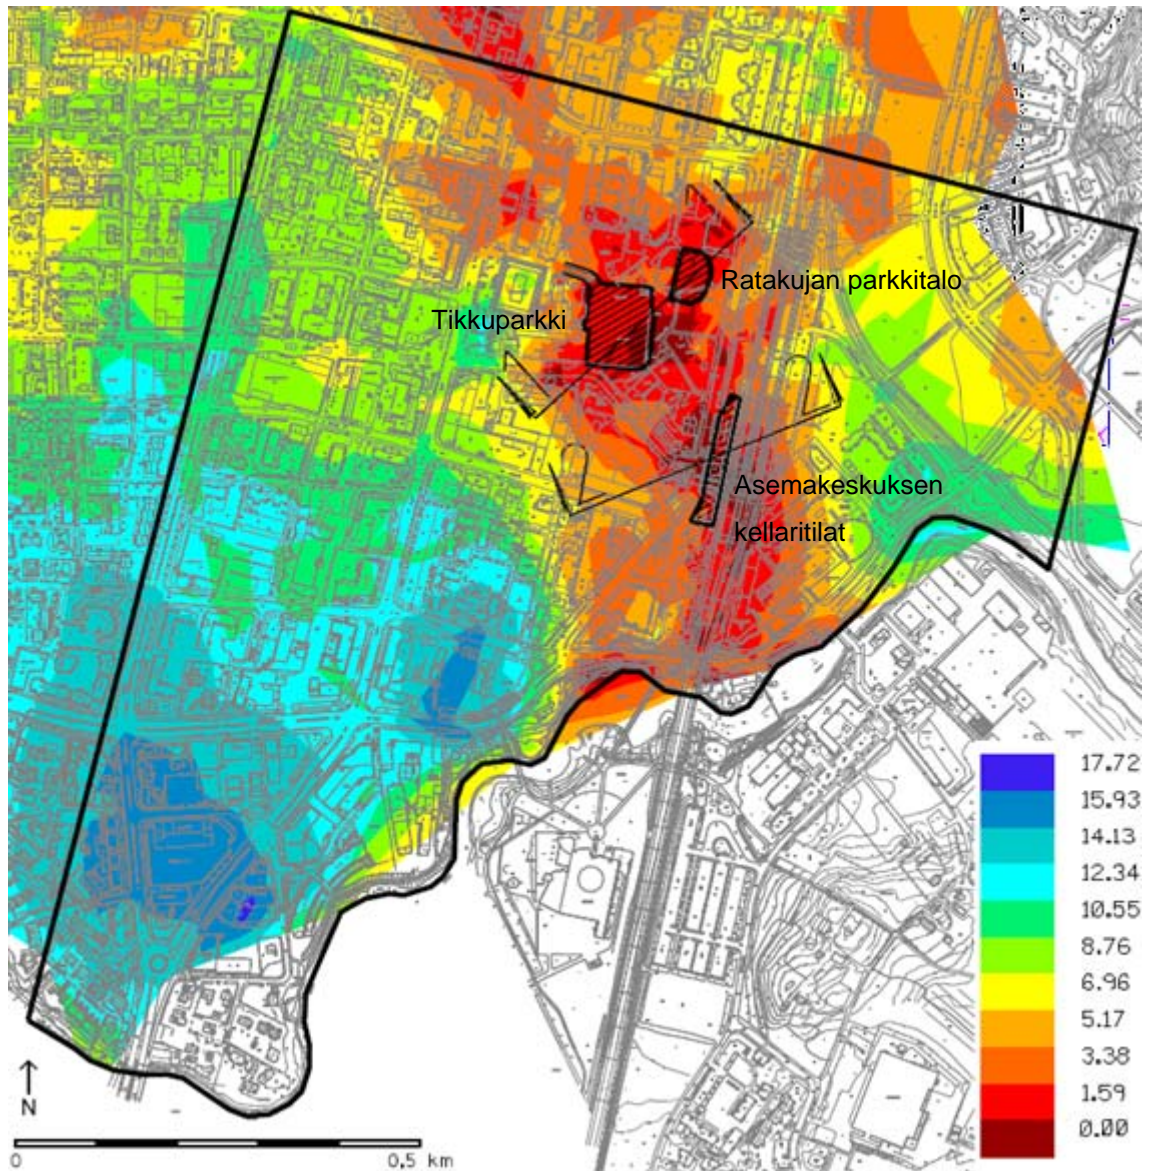 Ratakujan parkkitalo
Tikkuparkki
Asemakeskuksen
kellaritilat
17.72
15.93
14.13
12.34
10.55
8.76
6.96
5.17
3.38
1.59
0.00
N
0
0.5 km